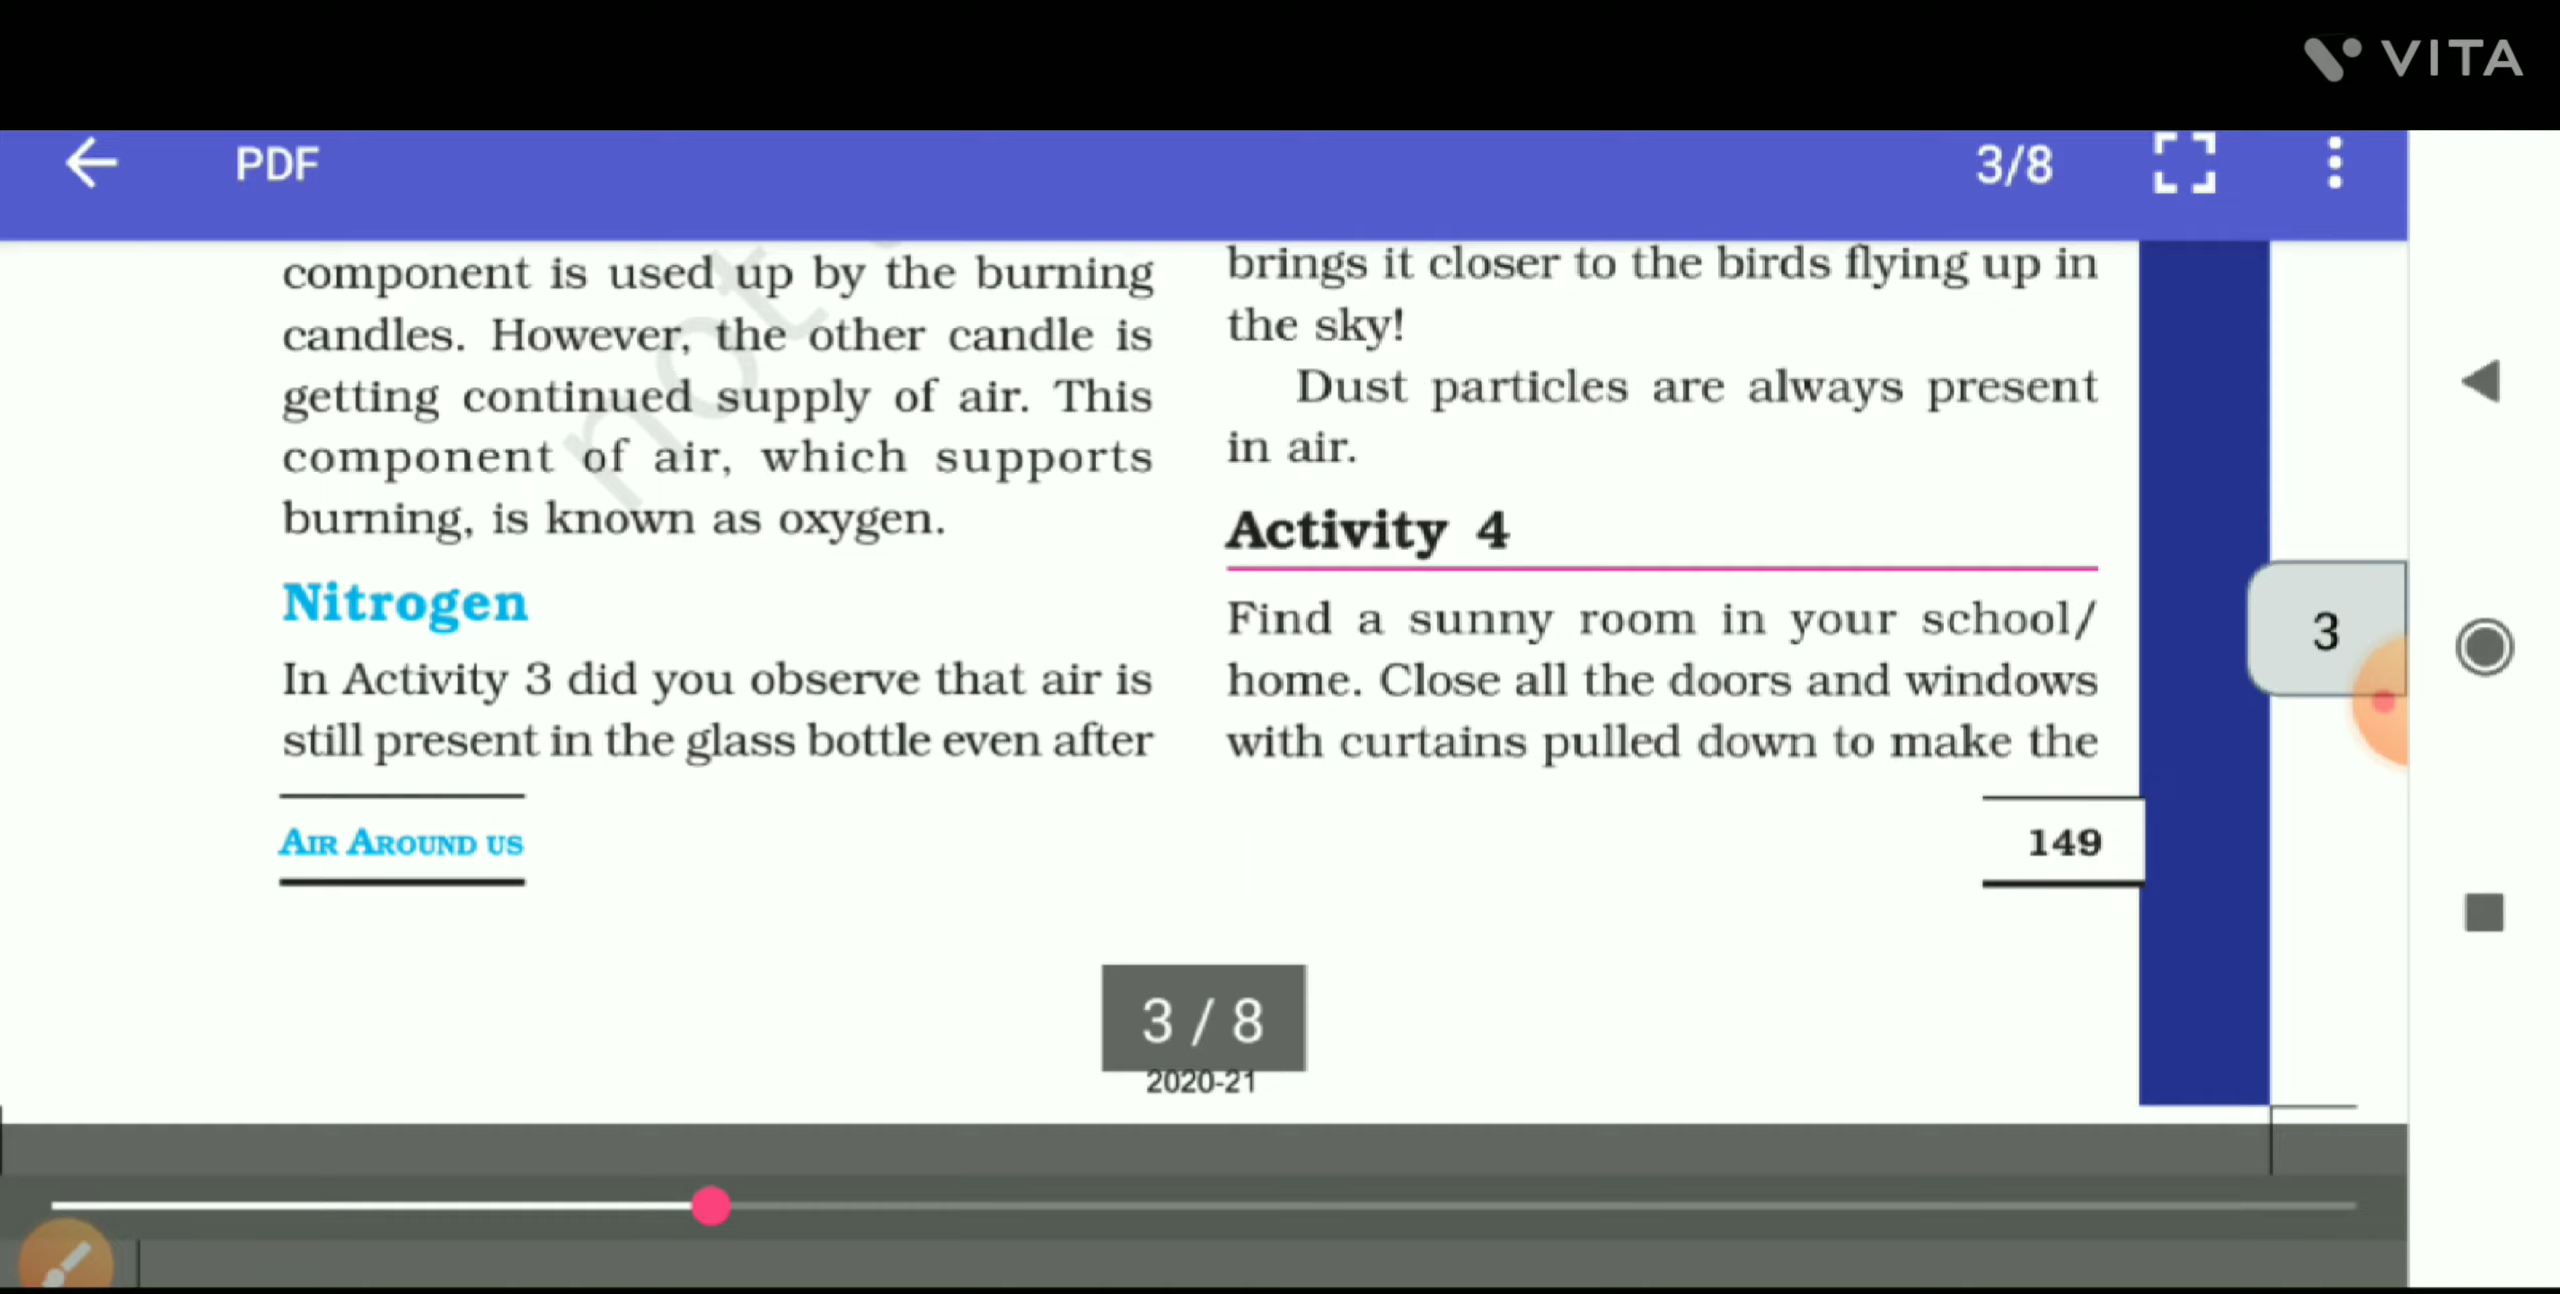 VITA
PDF
3/8
component is used up by the burning
candles. However, the other candle is
getting continued supply of air. This
component of air, which supports
burning, is known as oxygen.
Nitrogen
In Activity 3 did you observe that air is
still present in the glass bottle even after
brings it closer to the birds flying up in
the sky!
Dust particles are always present
in air.
Activity 4
Find a sunny room in your school/
home. Close all the doors and windows
with curtains pulled down to make the
not
3
AIR AROUND US
149
3 / 8
2020-21